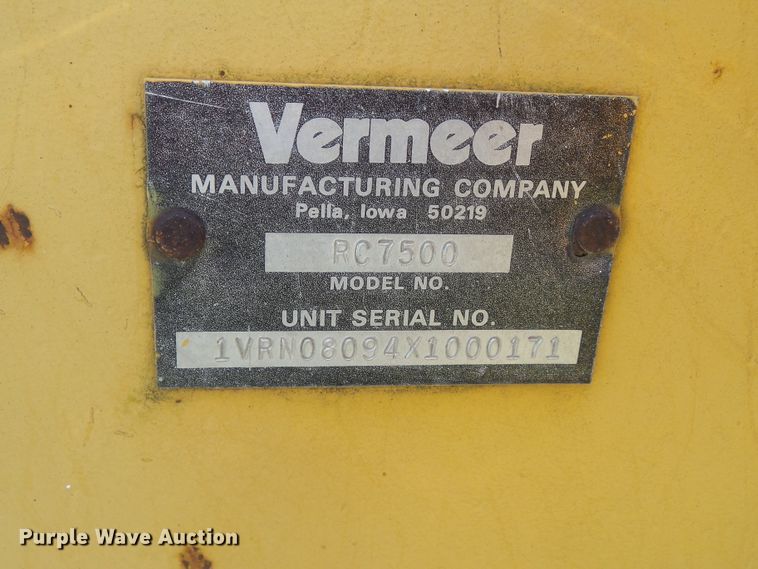 Vermeer
MANUFACTURING COMPANY
Pella, Iowa 50219
RC7500
MODEL NO.
UNIT SERIAL NO.
1VRN08094X1000171
Purple Wave Auction